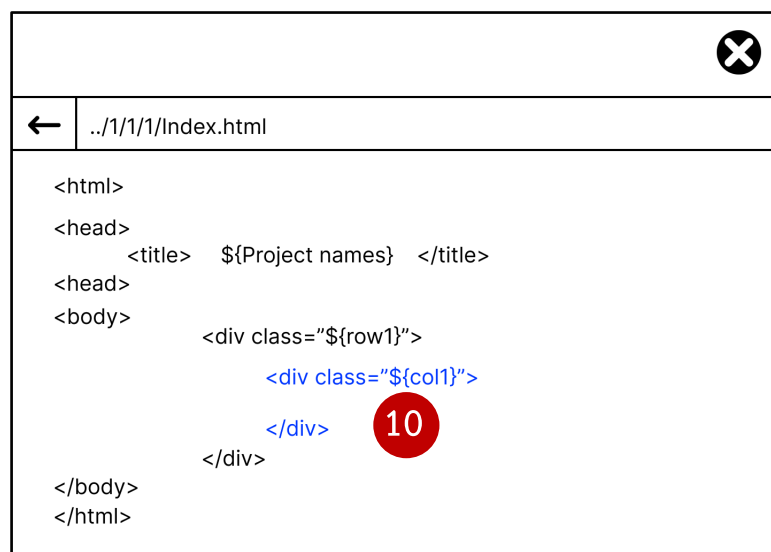 ../1/1/1/Index.html
<html>
<head>
<title> ${Project names} </title>
<head>
<body>
<div class=”${row1}”>
<div class=”${col1}”>
10
</div>
</div>
</body>
</html>